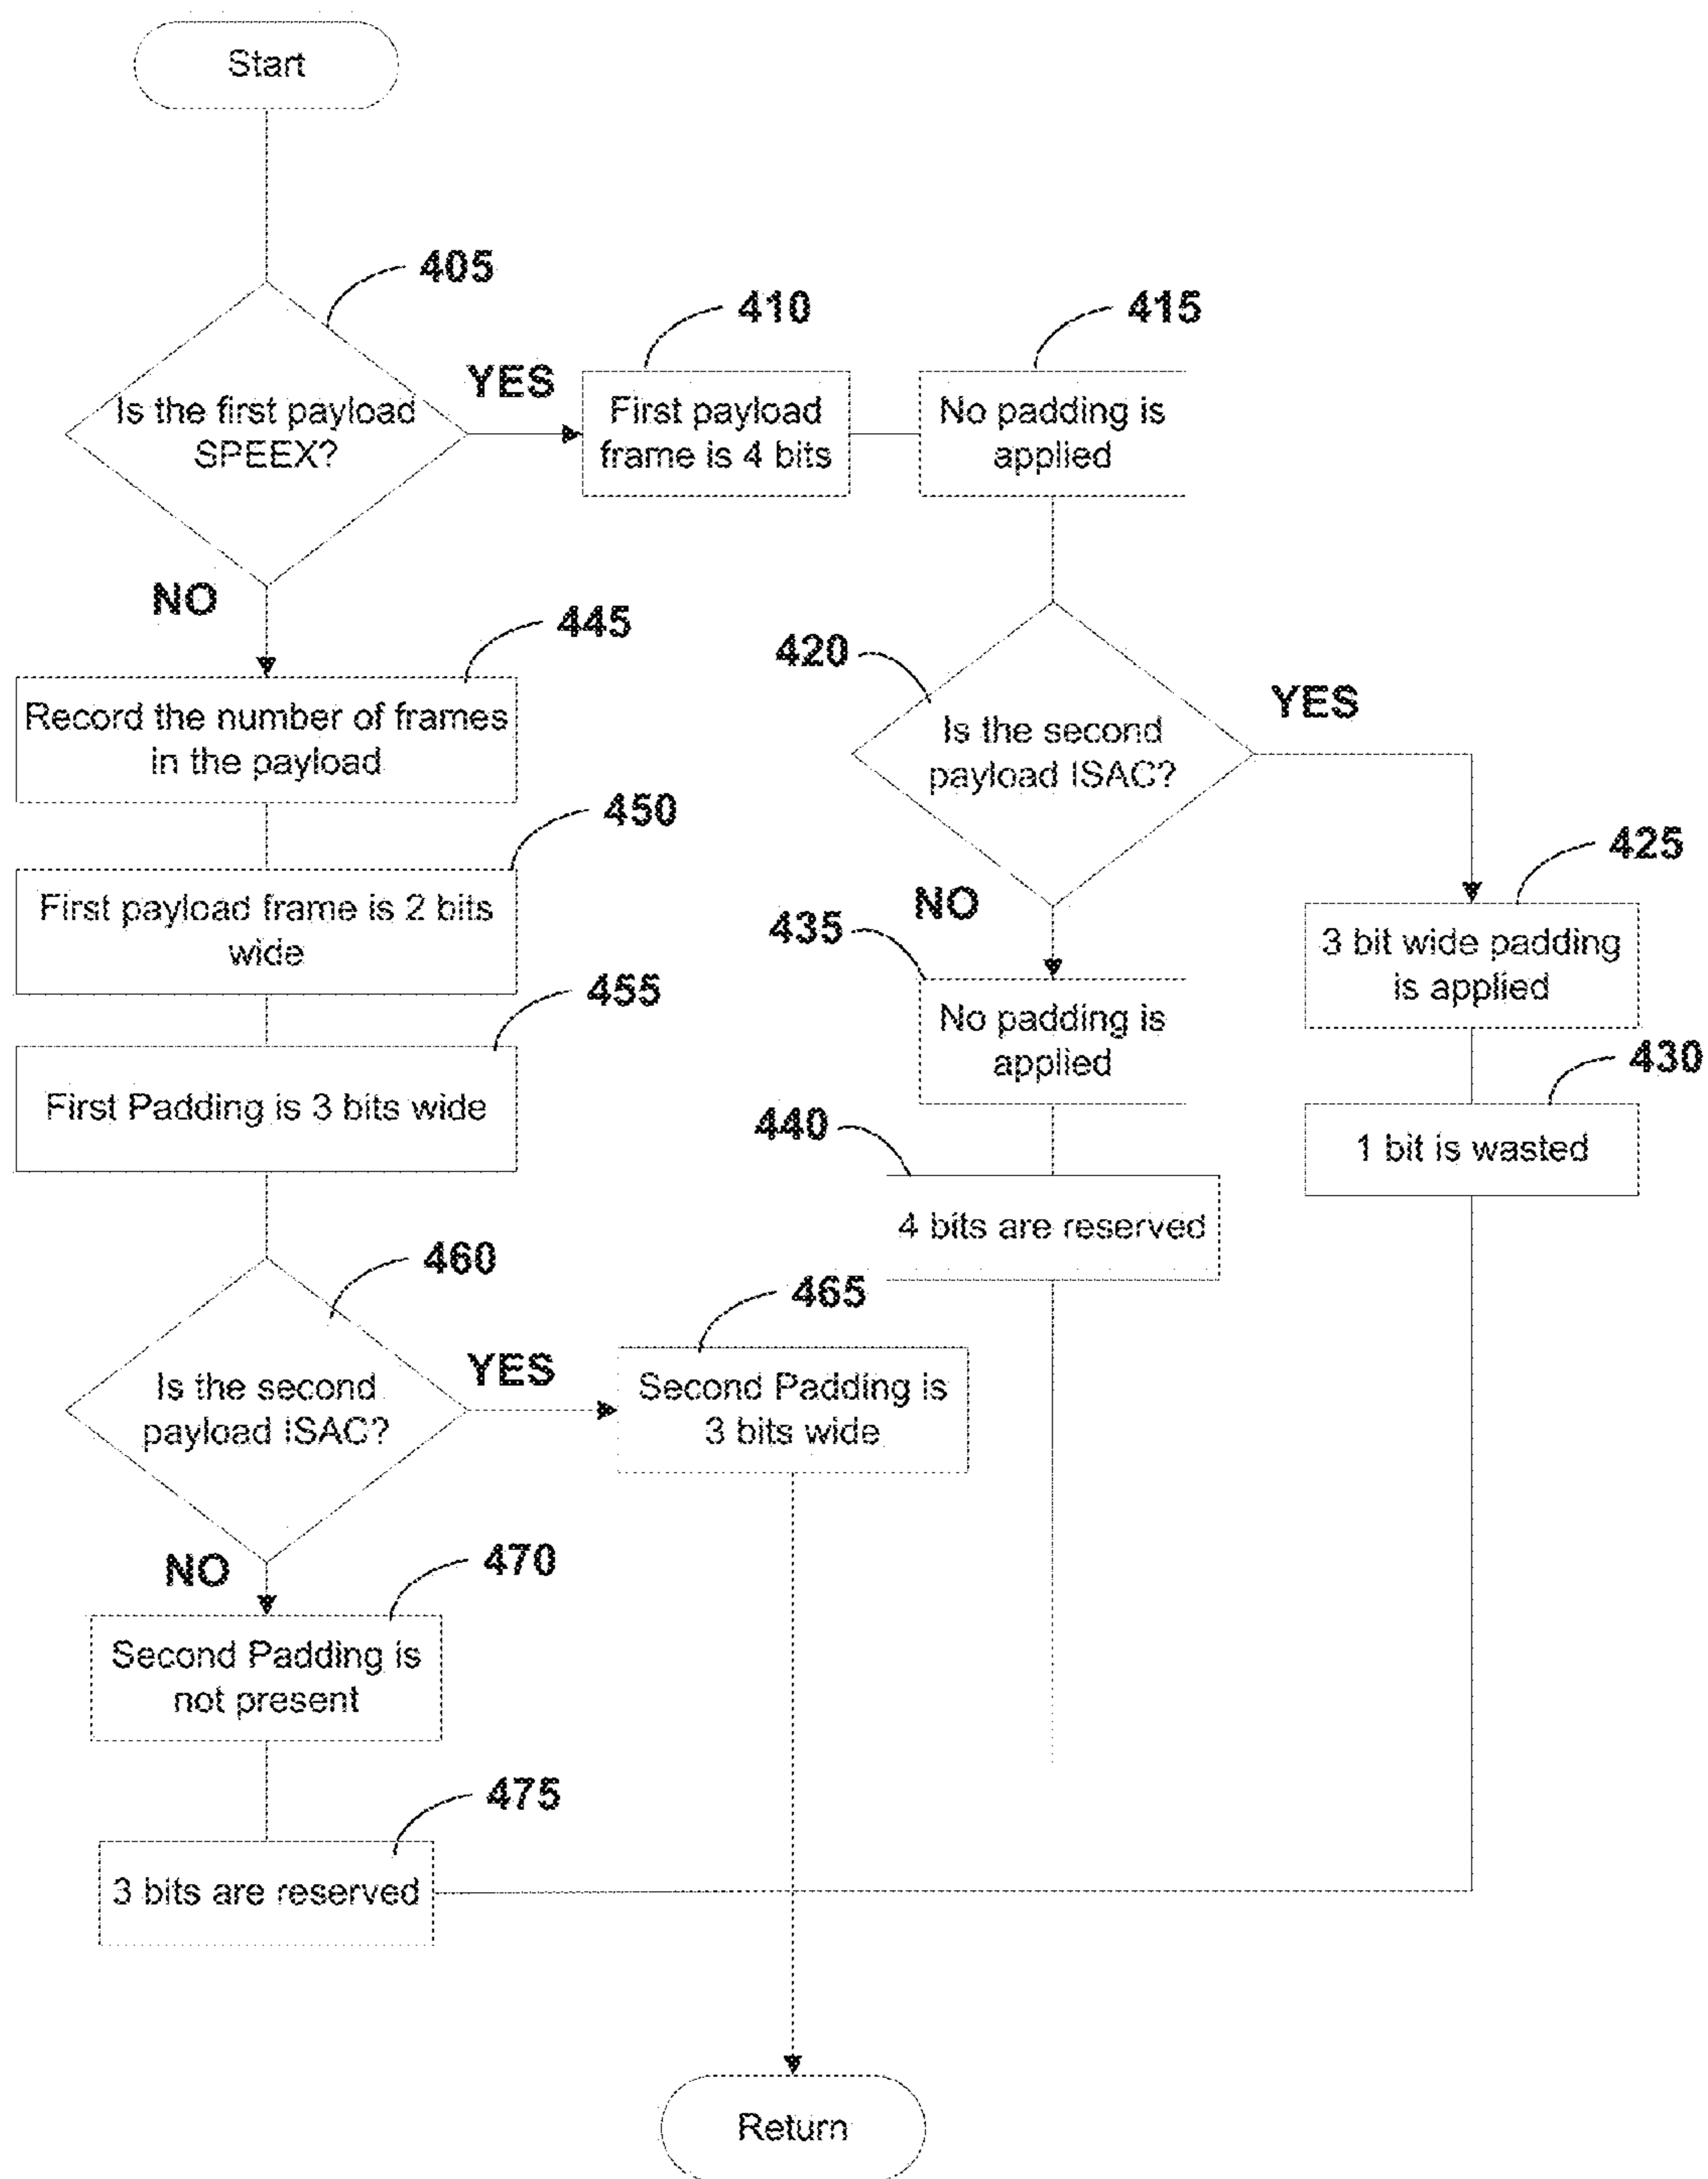 Start
405
Is the first payload
SPEEX?
YES
410
First payload
frame is 4 bits
415
No padding is
applied
NO
445
Record the number of frames
in the payload
420
Is the second
payload ISAC?
YES
450
First payload frame is 2 bits
wide
425
3 bit wide padding
is applied
NO
435
No padding is
applied
455
First Padding is 3 bits wide
430
1 bit is wasted
440
4 bits are reserved
460
Is the second
payload ISAC?
YES
465
Second Padding is
3 bits wide
NO
470
Second Padding is
not present
475
3 bits are reserved
Return